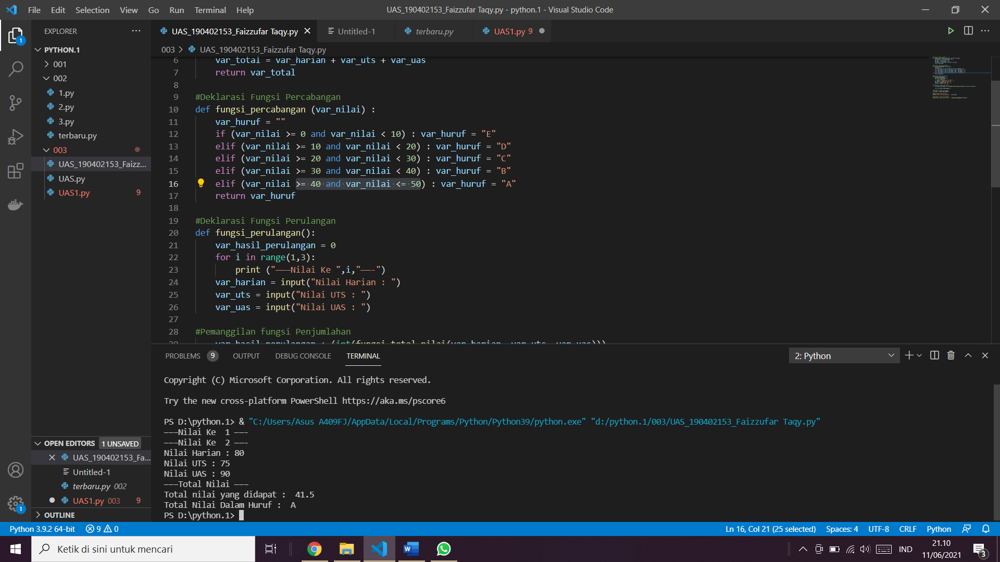 File Edit Selection View Go Run Terminal Help
UAS_190402153_Faizzufar Taqy.py - python.1 - Visual Studio Code
EXPLORER
UAS_190402153_Faizzufar Taqy.py
Untitled-1
terbaru.py
UAS1.py 9
003 > UAS_190402153_Faizzufar Taqy.py
1
PYTHON.1
001
002
1.py
2.py
3.py
terbaru.py
003
UAS_190402153_Faizz...
UAS.py
UAS1.py 9
6 var_total = var_harian + var_uts + var_uas
7 return var_total
8
9 #Deklarasi Fungsi Percabangan
10 def fungsi_percabangan (var_nilai) :
11 var_huruf = ""
12 if (var_nilai >= 0 and var_nilai < 10) : var_huruf = "E"
13 elif (var_nilai >= 10 and var_nilai < 20) : var_huruf = "D"
14 elif (var_nilai >= 20 and var_nilai < 30) : var_huruf = "C"
15 elif (var_nilai >= 30 and var_nilai < 40) : var_huruf = "B"
16 elif (var_nilai >= 40 and var_nilai <= 50) : var_huruf = "A"
17 return var_huruf
18
19 #Deklarasi Fungsi Perulangan
20 def fungsi_perulangan():
21 var_hasil_perulangan = 0
22 for i in range(1,3):
23 print ("———Nilai Ke ",i,"——-")
24 var_harian = input("Nilai Harian : ")
25 var_uts = input("Nilai UTS : ")
26 var_uas = input("Nilai UAS : ")
27
28 #Pemanggilan fungsi Penjumlahan
29 var_hasil_perulangan : (int(fungsi_total_nilai(var_harian, var_uts, var_uas)))
PROBLEMS 9 OUTPUT DEBUG CONSOLE TERMINAL
2: Python
Copyright (C) Microsoft Corporation. All rights reserved.
Try the new cross-platform PowerShell https://aka.ms/pscore6
PS D:\python.1> & "C:/Users/Asus A409FJ/AppData/Local/Programs/Python/Python39/python.exe" "d:/python.1/003/UAS_190402153_Faizzufar Taqy.py"
———Nilai Ke  1 ——-
———Nilai Ke  2 ——-
Nilai Harian : 80
Nilai UTS : 75
Nilai UAS : 90
———Total Nilai ———
Total nilai yang didapat :  41.5
Total Nilai Dalam Huruf :  A
PS D:\python.1>
OPEN EDITORS 1 UNSAVED
UAS_190402153_Fa...
Untitled-1
terbaru.py 002
UAS1.py 003 9
OUTLINE
1
Python 3.9.2 64-bit 9 0
Ln 16, Col 21 (25 selected) Spaces: 4 UTF-8 CRLF Python
Ketik di sini untuk mencari
IND
21.10
11/06/2021
3